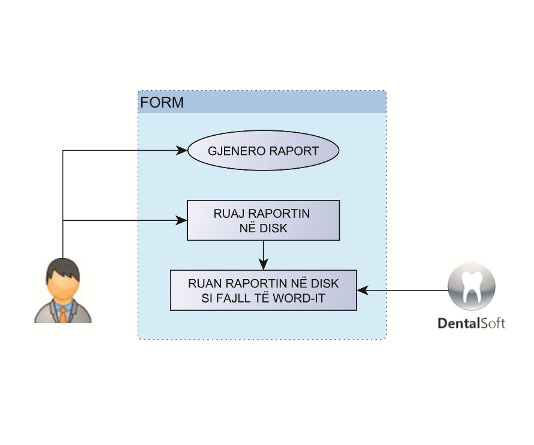 FORM
GJENERO RAPORT
RUAJ RAPORTIN
NË DISK
RUAN RAPORTIN NË DISK
SI FAJLL TË WORD-IT
DentalSoft